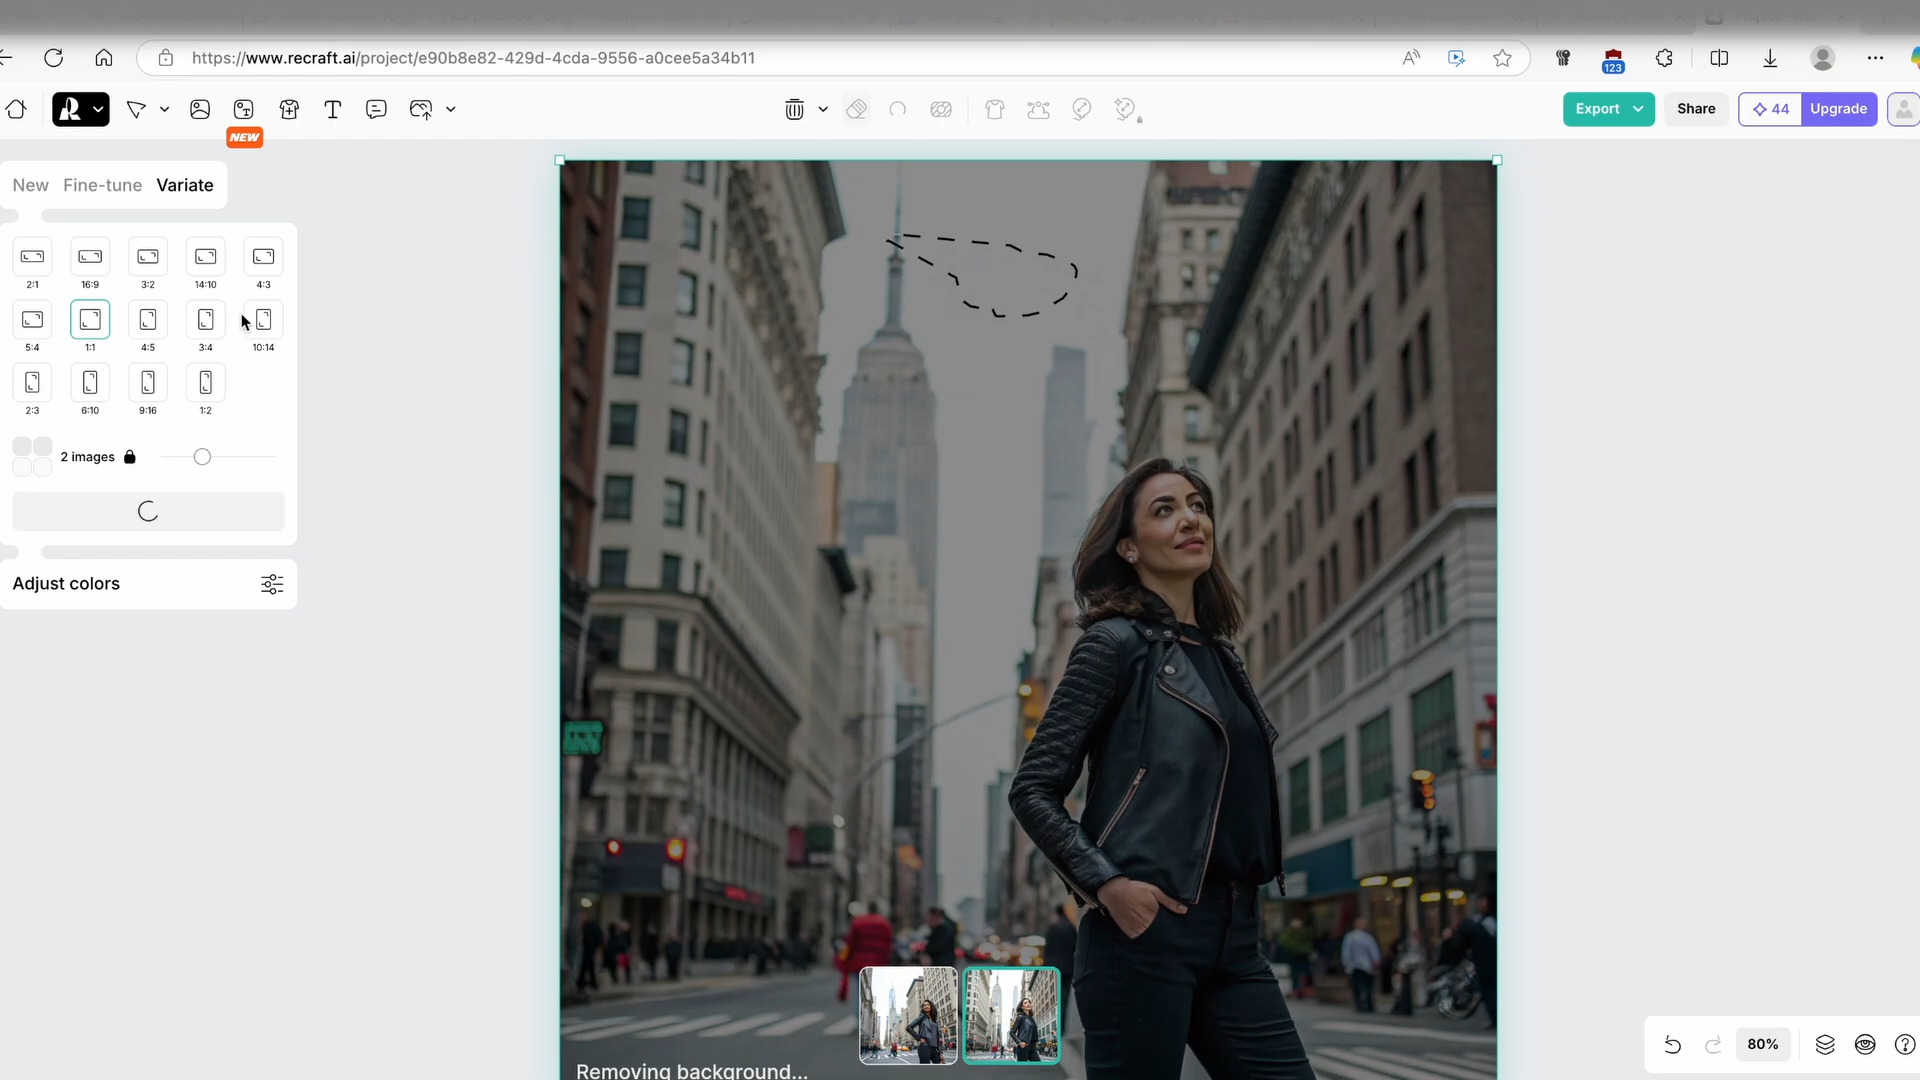 https://www.recraft.ai/project/e90b8e82-429d-4cda-9556-a0cee5a34b11
123
NEW
Export
Share
44
Upgrade
New Fine-tune Variate
2:1 16:9 3:2 14:10 4:3
5:4 1:1 4:5 3:4 10:14
2:3 6:10 9:16 1:2
2 images
Adjust colors
Removing background...
80%